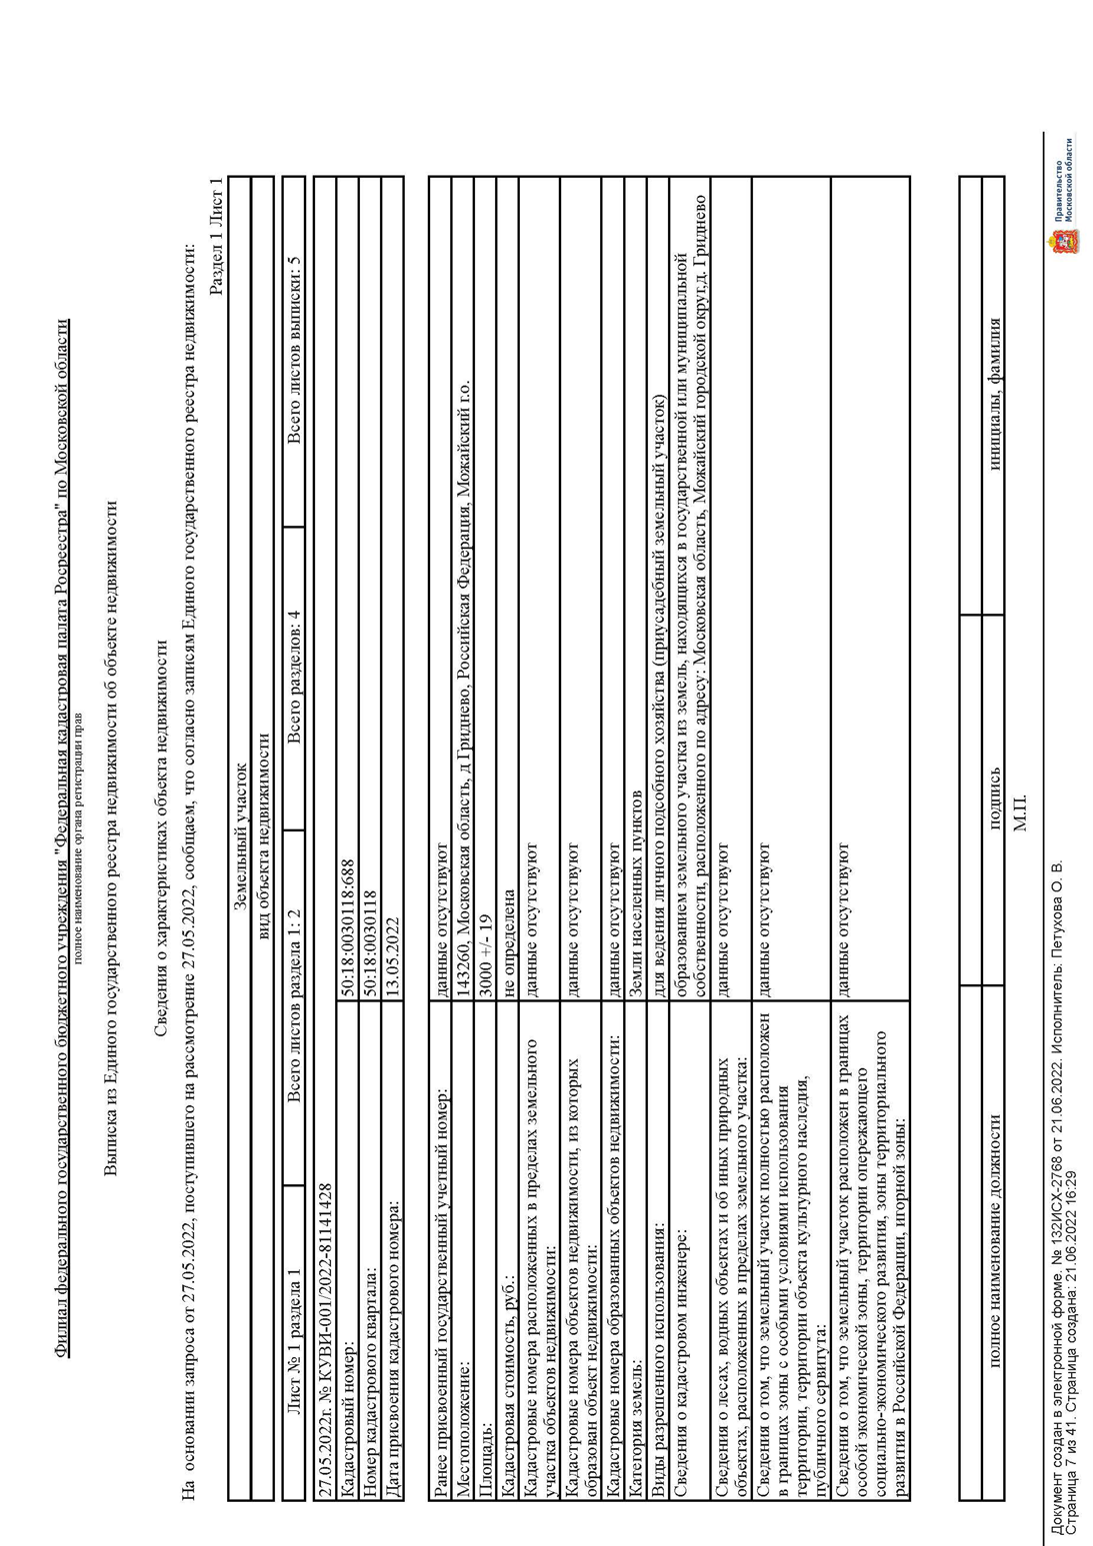 Филиал федерального государственного бюджетного учреждения "Федеральная кадастровая палата Росреестра" по Московской области
полное наименование органа регистрации прав
Выписка из Единого государственного реестра недвижимости об объекте недвижимости
Сведения о характеристиках объекта недвижимости
На основании запроса от 27.05.2022, поступившего на рассмотрение 27.05.2022, сообщаем, что согласно записям Единого государственного реестра недвижимости:
Раздел 1 Лист 1
Земельный участок
вид объекта недвижимости
Лист № 1 раздела 1 Всего листов раздела 1: 2 Всего разделов: 4 Всего листов выписки: 5
27.05.2022г. № КУВИ-001/2022-81141428
Кадастровый номер: 50:18:0030118:688
Номер кадастрового квартала: 50:18:0030118
Дата присвоения кадастрового номера: 13.05.2022
Ранее присвоенный государственный учетный номер: данные отсутствуют
Местоположение: 143260, Московская область, д Гриднево, Российская Федерация, Можайский г.о.
Площадь: 3000 +/- 19
Кадастровая стоимость, руб.: не определена
Кадастровые номера расположенных в пределах земельного данные отсутствуют
участка объектов недвижимости:
Кадастровые номера объектов недвижимости, из которых данные отсутствуют
образован объект недвижимости:
Кадастровые номера образованных объектов недвижимости: данные отсутствуют
Категория земель: Земли населенных пунктов
Виды разрешенного использования: для ведения личного подсобного хозяйства (приусадебный земельный участок)
Сведения о кадастровом инженере: образованием земельного участка из земель, находящихся в государственной или муниципальной
собственности, расположенного по адресу: Московская область, Можайский городской округ,д. Гриднево
Сведения о лесах, водных объектах и об иных природных данные отсутствуют
объектах, расположенных в пределах земельного участка:
Сведения о том, что земельный участок полностью расположен данные отсутствуют
в границах зоны с особыми условиями использования
территории, территории объекта культурного наследия,
публичного сервитута:
Сведения о том, что земельный участок расположен в границах данные отсутствуют
особой экономической зоны, территории опережающего
социально-экономического развития, зоны территориального
развития в Российской Федерации, игорной зоны:
полное наименование должности подпись инициалы, фамилия
М.П.
Документ создан в электронной форме. № 132ИСХ-2768 от 21.06.2022. Исполнитель: Петухова О. В.
Страница 7 из 41. Страница создана: 21.06.2022 16:29
Правительство
Московской области